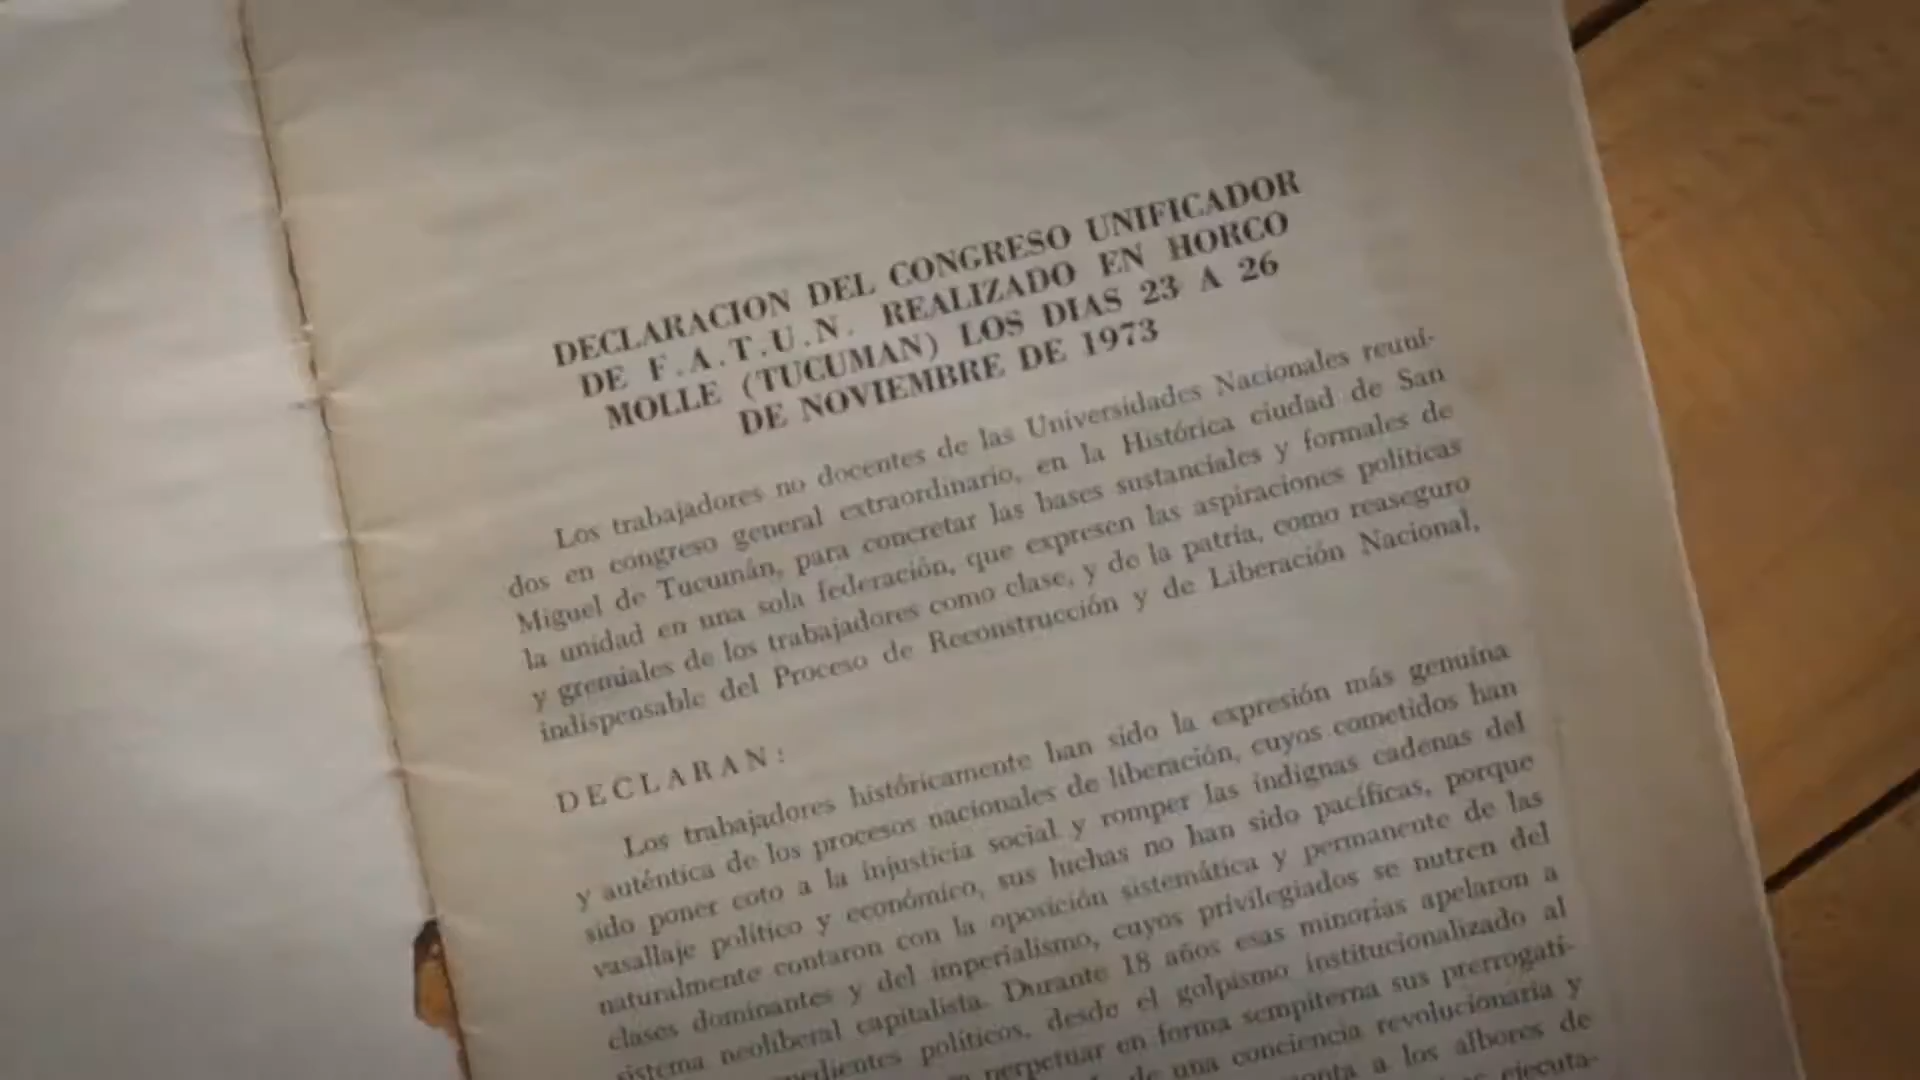 DECLARACION DEL CONGRESO UNIFICADOR
DE F.A.T.U.N. REALIZADO EN HORCO
MOLLE (TUCUMAN) LOS DIAS 23 A 26
DE NOVIEMBRE DE 1973
Los trabajadores no docentes de las Universidades Nacionales reuni-
dos en congreso general extraordinario, en la Histórica ciudad de San
Miguel de Tucumán, para concretar las bases sustanciales y formales de
la unidad en una sola federación, que expresen las aspiraciones políticas
y gremiales de los trabajadores como clase, y de la patria, como reaseguro
indispensable del Proceso de Reconstrucción y de Liberación Nacional,
DECLARAN:
Los trabajadores históricamente han sido la expresión más genuina
y auténtica de los procesos nacionales de liberación, cuyos cometidos han
sido poner coto a la injusticia social y romper las indignas cadenas del
vasallaje político y económico, sus luchas no han sido pacíficas, porque
naturalmente contaron con la oposición sistemática y permanente de las
clases dominantes y del imperialismo, cuyos privilegiados se nutren del
sistema neoliberal capitalista. Durante 18 años esas minorías apelaron a
políticos, desde el golpismo institucionalizado al
perpetuar en forma sempiterna sus prerrogati-
de una conciencia revolucionaria y
a los albores de
ejecuta-